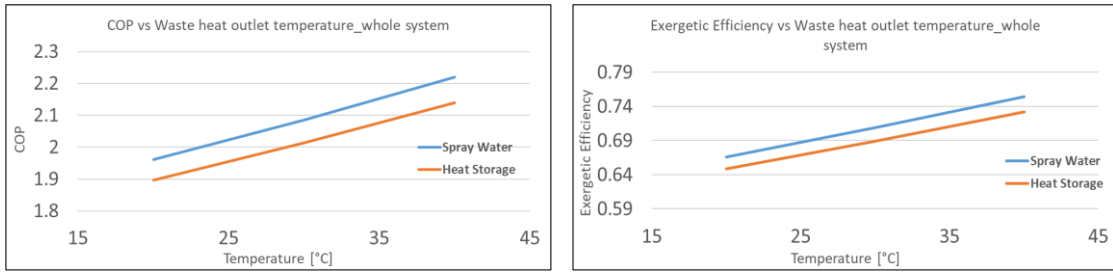 COP vs Waste heat outlet temperature_whole system
2.3
2.2
2.1
2
1.9
1.8
COP
Spray Water
Heat Storage
15
25
35
45
Temperature [°C]
Exergetic Efficiency vs Waste heat outlet temperature_whole
system
0.79
0.74
0.69
0.64
0.59
Exergetic Efficiency
Spray Water
Heat Storage
15
25
35
45
Temperature [°C]